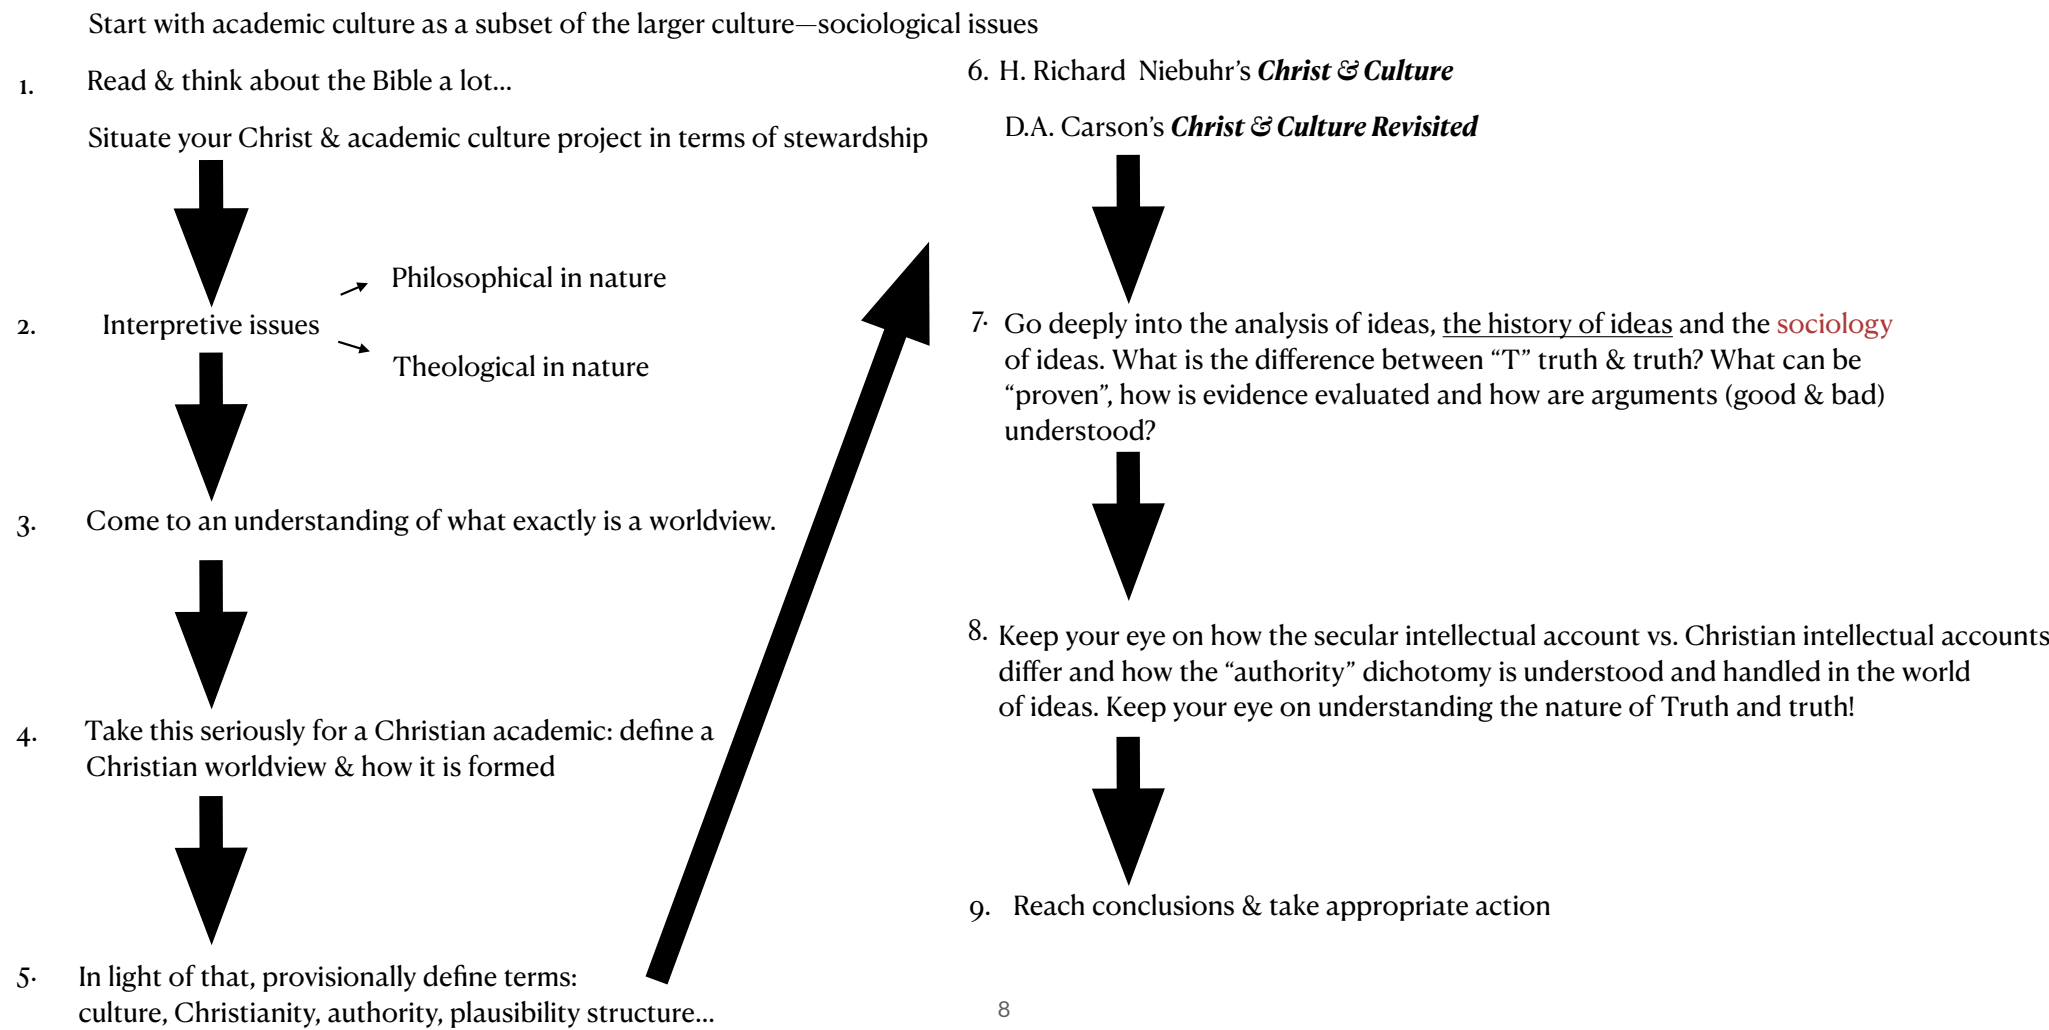 Start with academic culture as a subset of the larger culture—sociological issues
1. Read & think about the Bible a lot...
Situate your Christ & academic culture project in terms of stewardship
2. Interpretive issues
Philosophical in nature
Theological in nature
3. Come to an understanding of what exactly is a worldview.
4. Take this seriously for a Christian academic: define a
Christian worldview & how it is formed
5. In light of that, provisionally define terms:
culture, Christianity, authority, plausibility structure...
6. H. Richard Niebuhr’s Christ & Culture
D.A. Carson’s Christ & Culture Revisited
7. Go deeply into the analysis of ideas, the history of ideas and the sociology
of ideas. What is the difference between “T” truth & truth? What can be
“proven”, how is evidence evaluated and how are arguments (good & bad)
understood?
8. Keep your eye on how the secular intellectual account vs. Christian intellectual accounts
differ and how the “authority” dichotomy is understood and handled in the world
of ideas. Keep your eye on understanding the nature of Truth and truth!
9. Reach conclusions & take appropriate action
8